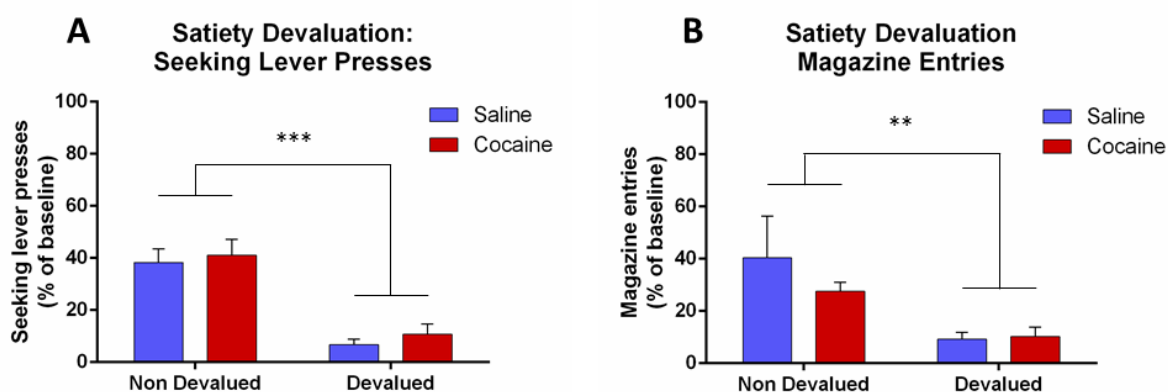 A
Satiety Devaluation:
Seeking Lever Presses
Seeking lever presses
(% of baseline)
100
80
60
40
20
0
Saline
Cocaine
***
Non Devalued
Devalued
B
Satiety Devaluation
Magazine Entries
Magazine entries
(% of baseline)
100
80
60
40
20
0
Saline
Cocaine
**
Non Devalued
Devalued